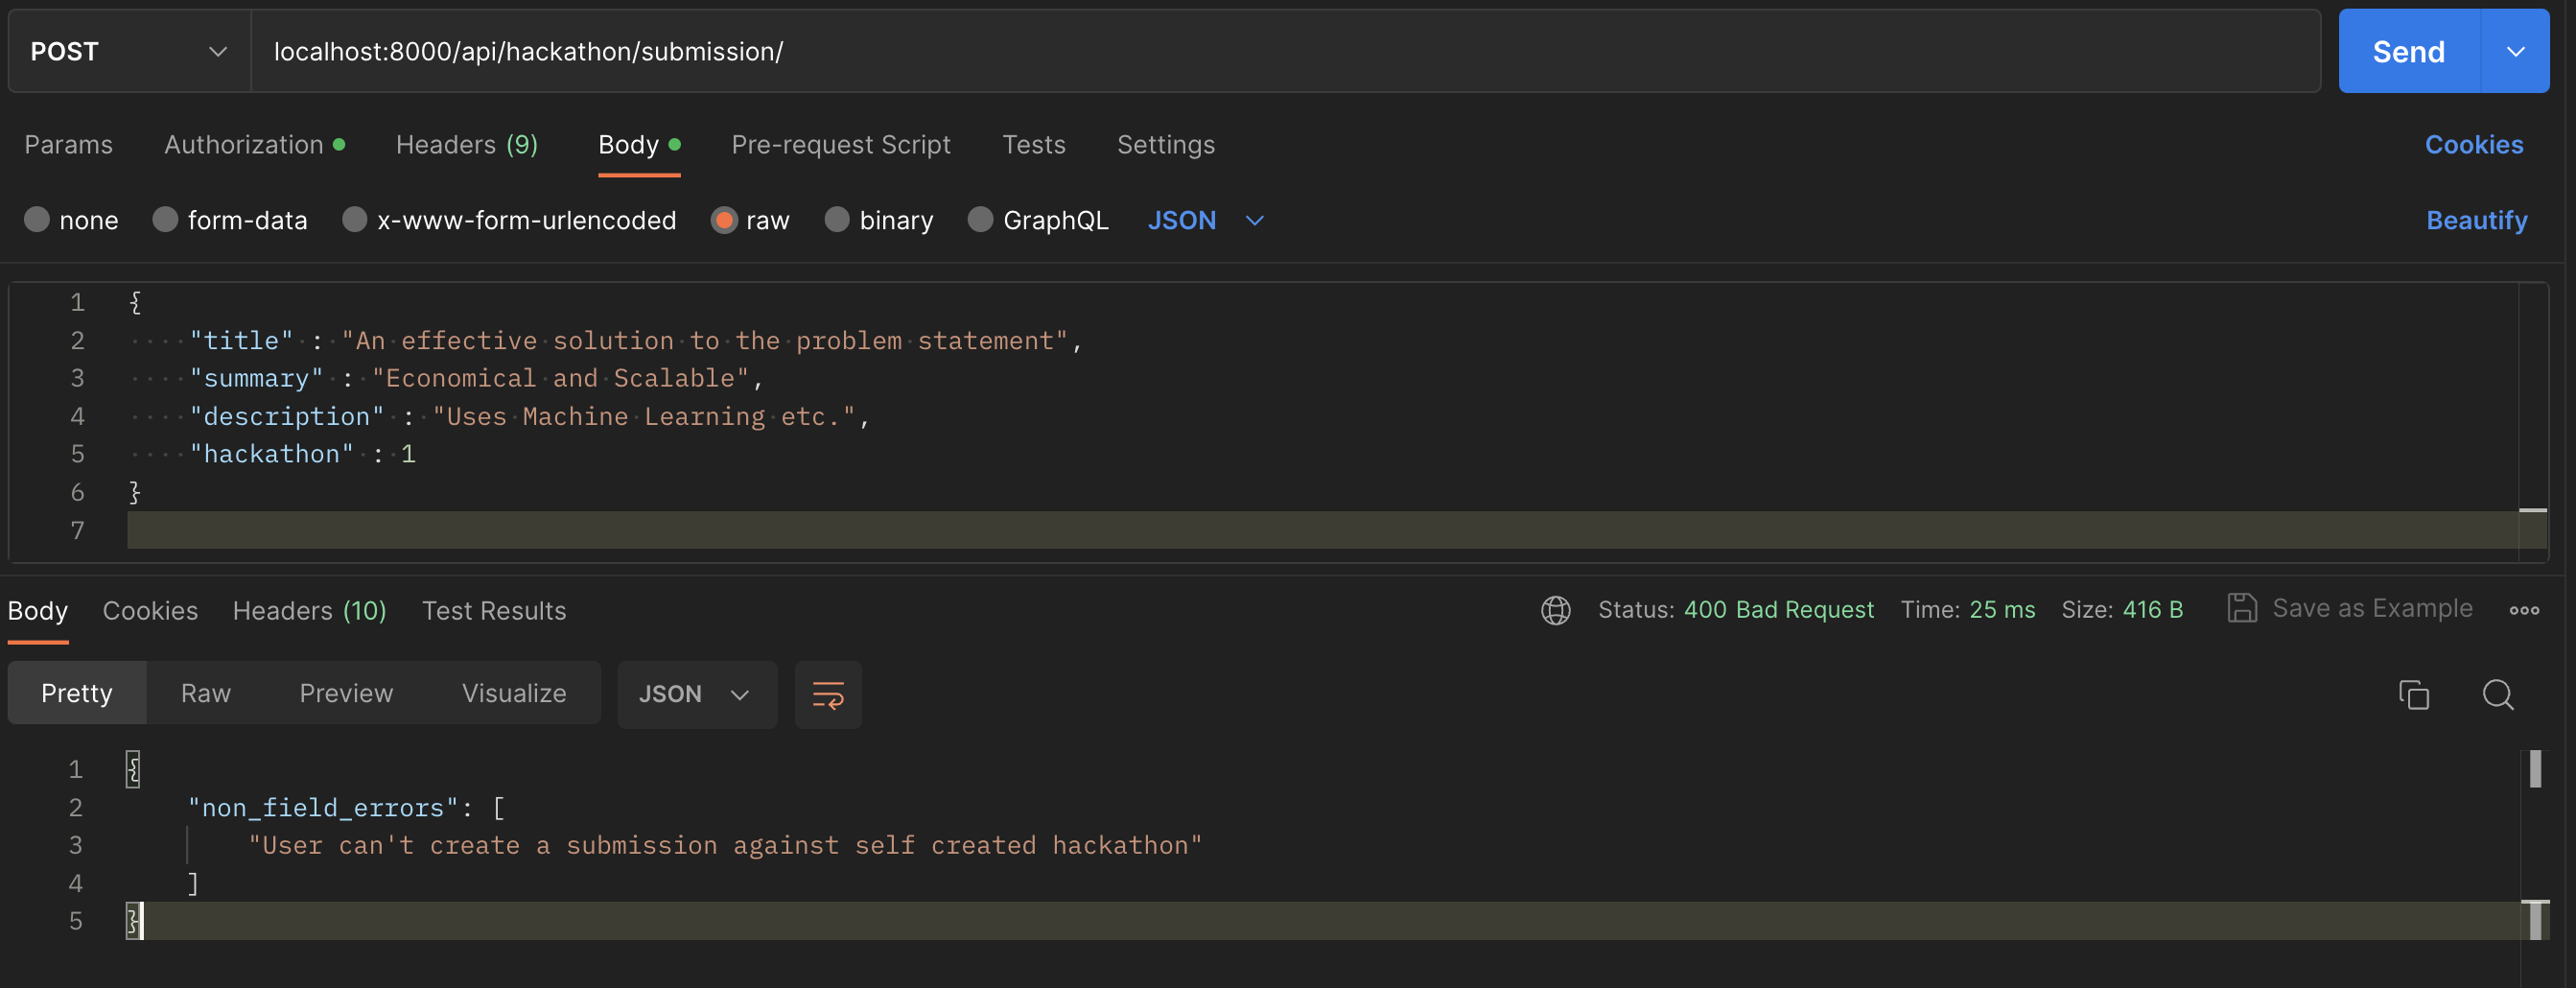 POST localhost:8000/api/hackathon/submission/ Send
Params Authorization Headers (9) Body Pre-request Script Tests Settings Cookies
none form-data x-www-form-urlencoded raw binary GraphQL JSON Beautify
1 {
2 "title" : "An effective solution to the problem statement",
3 "summary" : "Economical and Scalable",
4 "description" : "Uses Machine Learning etc.",
5 "hackathon" : 1
6 }
7
Body Cookies Headers (10) Test Results Status: 400 Bad Request Time: 25 ms Size: 416 B Save as Example
Pretty Raw Preview Visualize JSON
1 {
2 "non_field_errors": [
3 "User can't create a submission against self created hackathon"
4 ]
5 }